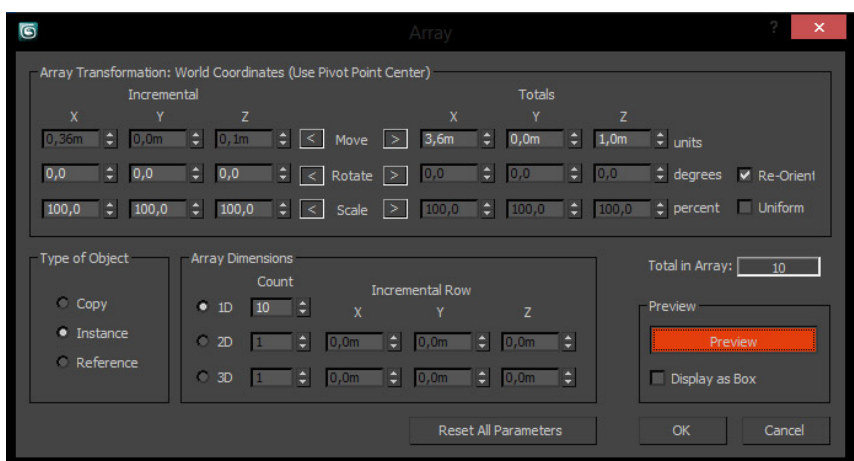 Array
Array Transformation: World Coordinates (Use Pivot Point Center)
Incremental Totals
X Y Z X Y Z
0,36m 0,0m 0,1m < Move > 3,6m 0,0m 1,0m units
0,0 0,0 0,0 < Rotate > 0,0 0,0 0,0 degrees Re-Orient
100,0 100,0 100,0 < Scale > 100,0 100,0 100,0 percent Uniform
Type of Object
Copy
Instance
Reference
Array Dimensions
Count
Incremental Row
1D 10 X Y Z
2D 1 0,0m 0,0m 0,0m
3D 1 0,0m 0,0m 0,0m
Total in Array: 10
Preview
Preview
Display as Box
Reset All Parameters OK Cancel